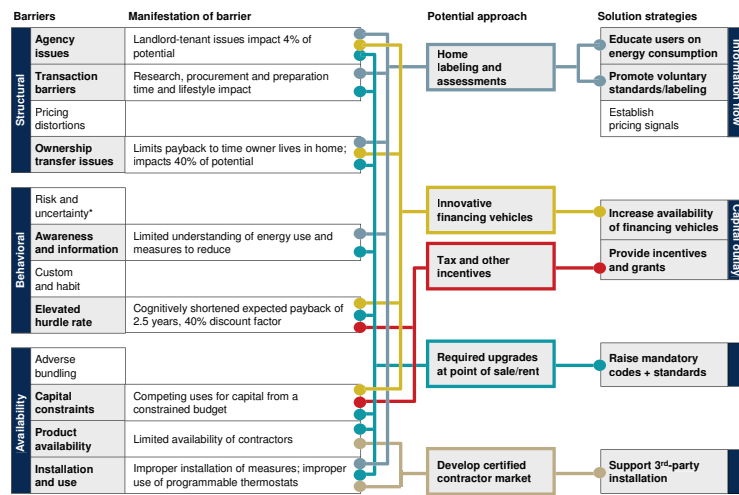 Barriers
Manifestation of barrier
Potential approach
Solution strategies
Structural
Agency
issues
Landlord-tenant issues impact 4% of
potential
Transaction
barriers
Research, procurement and preparation
time and lifestyle impact
Pricing
distortions
Ownership
transfer issues
Limits payback to time owner lives in home;
impacts 40% of potential
Behavioral
Risk and
uncertainty*
Awareness
and information
Limited understanding of energy use and
measures to reduce
Custom
and habit
Elevated
hurdle rate
Cognitively shortened expected payback of
2.5 years, 40% discount factor
Availability
Adverse
bundling
Capital
constraints
Competing uses for capital from a
constrained budget
Product
availability
Limited availability of contractors
Installation
and use
Improper installation of measures; improper
use of programmable thermostats
Home
labeling and
assessments
Innovative
financing vehicles
Tax and other
incentives
Required upgrades
at point of sale/rent
Develop certified
contractor market
Educate users on
energy consumption
Promote voluntary
standards/labeling
Establish
pricing signals
Information flow
Increase availability
of financing vehicles
Provide incentives
and grants
Capital outlay
Raise mandatory
codes + standards
Support 3rd-party
installation